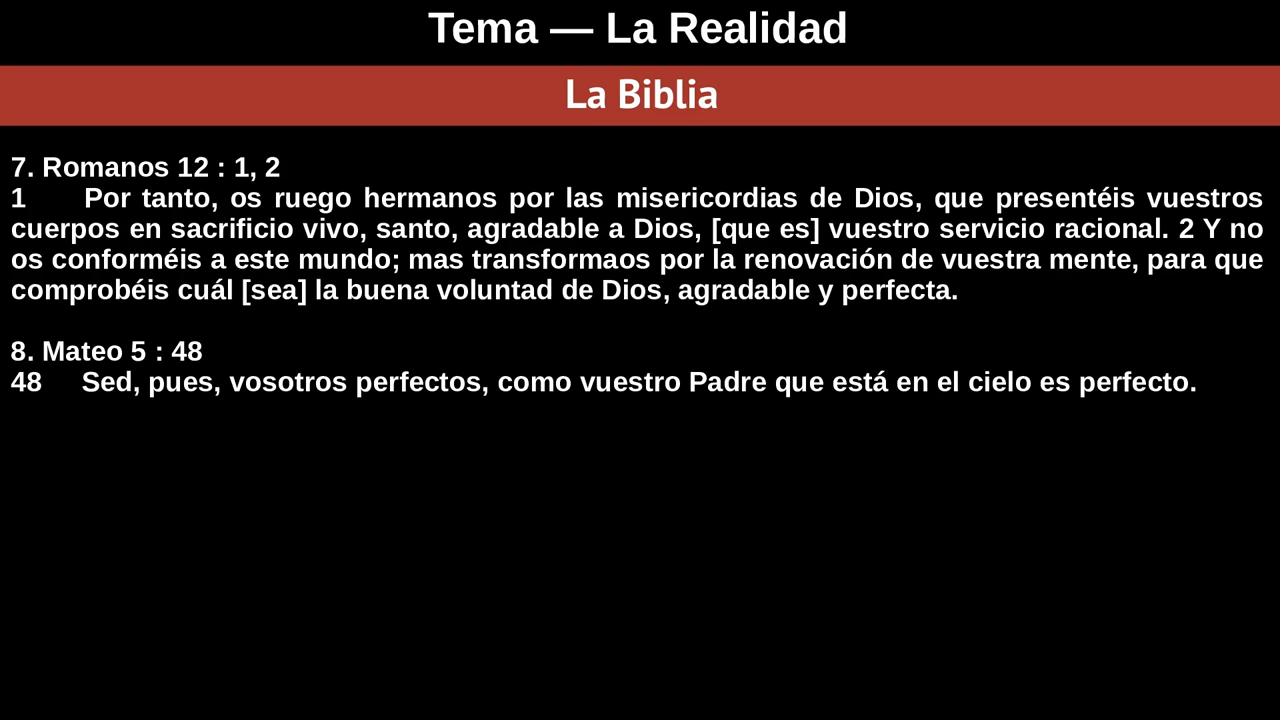 Tema — La Realidad
La Biblia
7. Romanos 12 : 1, 2
1 Por tanto, os ruego hermanos por las misericordias de Dios, que presentéis vuestros
cuerpos en sacrificio vivo, santo, agradable a Dios, [que es] vuestro servicio racional. 2 Y no
os conforméis a este mundo; mas transformaos por la renovación de vuestra mente, para que
comprobéis cuál [sea] la buena voluntad de Dios, agradable y perfecta.
8. Mateo 5 : 48
48 Sed, pues, vosotros perfectos, como vuestro Padre que está en el cielo es perfecto.